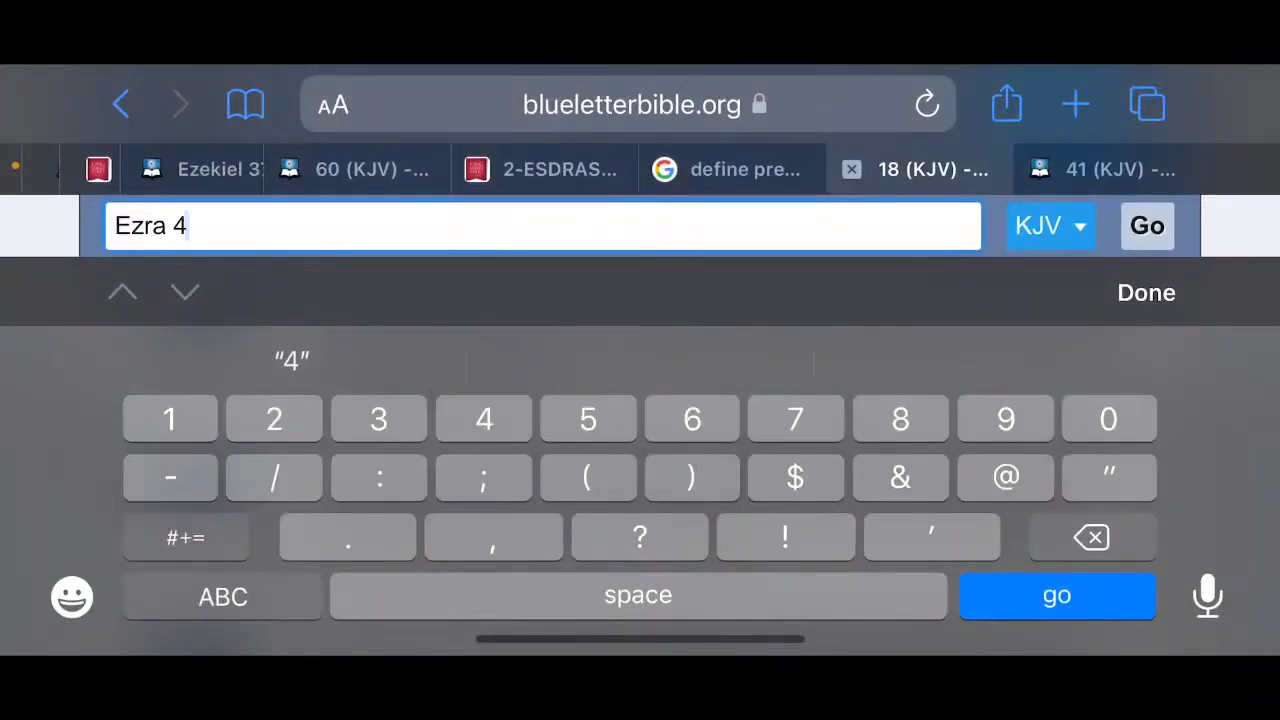 AA blueletterbible.org
Ezekiel 3 60 (KJV) -... 2-ESDRAS... define pre... 18 (KJV) -... 41 (KJV) -...
Ezra 4 KJV Go
Done
“4”
1 2 3 4 5 6 7 8 9 0
- / : ; ( ) $ & @ "
#+= . , ? ! '
ABC space go